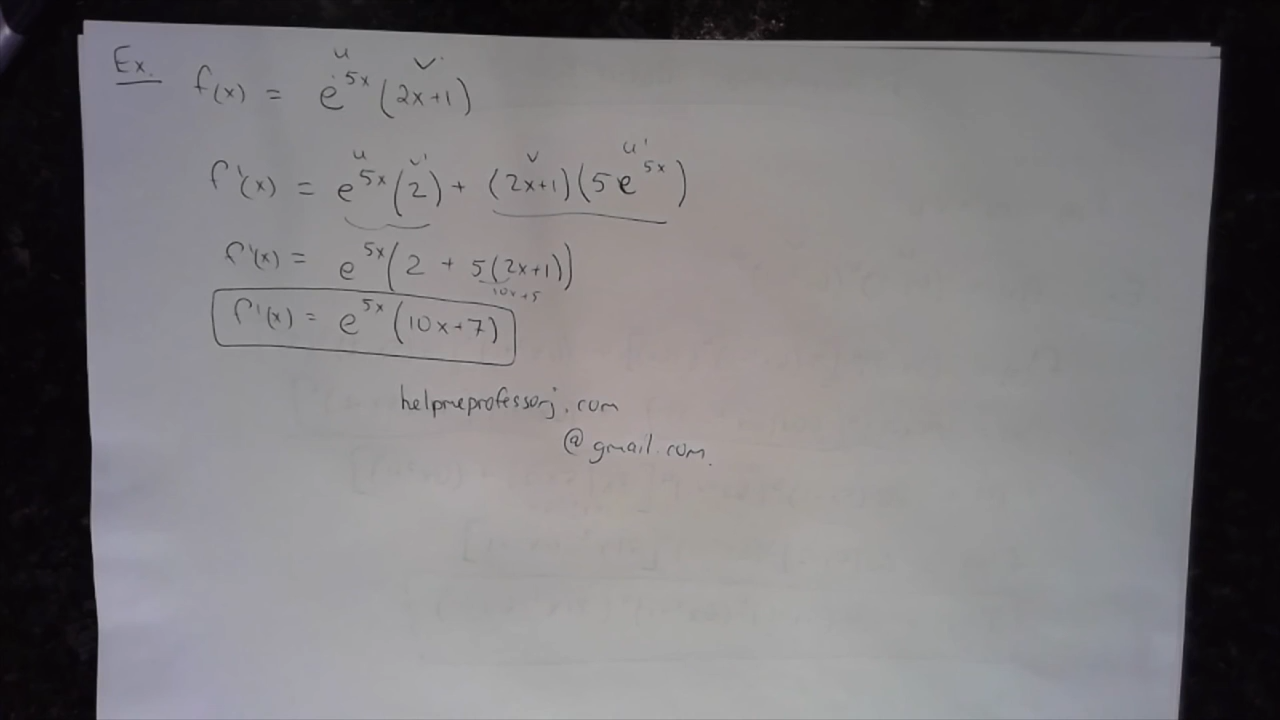 Ex. f(x) = e^{5x}(2x+1)
u v
f'(x) = e^{5x}(2) + (2x+1)(5e^{5x})
u v' v u'
f'(x) = e^{5x}(2 + 5(2x+1))
10x+5
f'(x) = e^{5x}(10x+7)
helpmeprofessorj.com
@gmail.com.